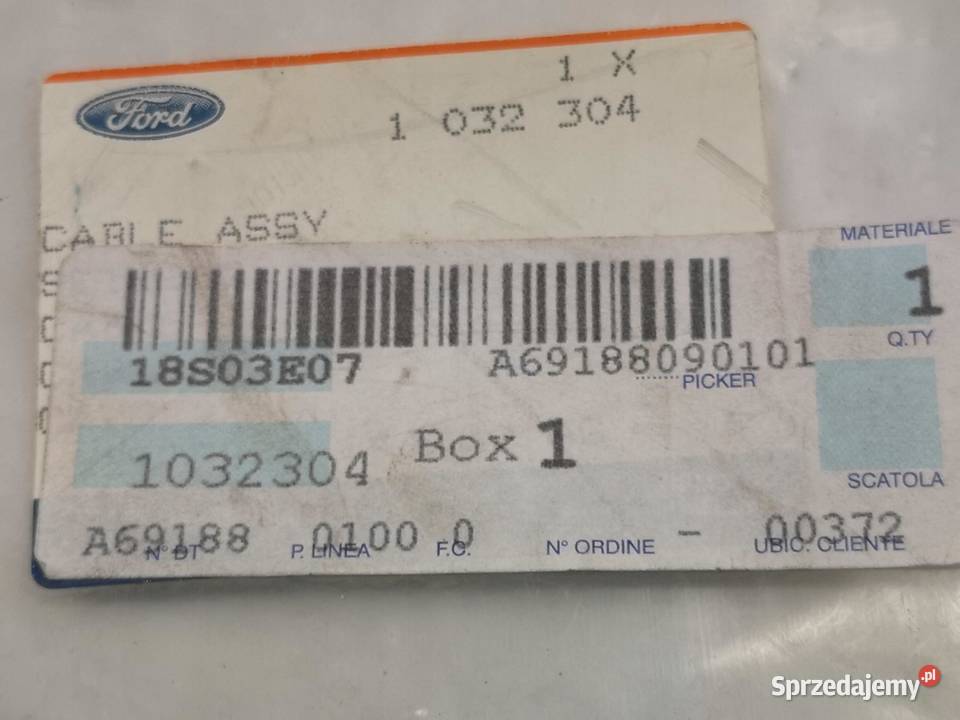 Ford
1 X
1 032 304
CABLE ASSY
MATERIALE
1
Q.TY
18S03E07
A69188090101
PICKER
1032304
Box 1
SCATOLA
A69188 0100 0 - 00372
N° DT P. LINEA F.C. N° ORDINE UBIC. CLIENTE
Sprzedajemy.pl